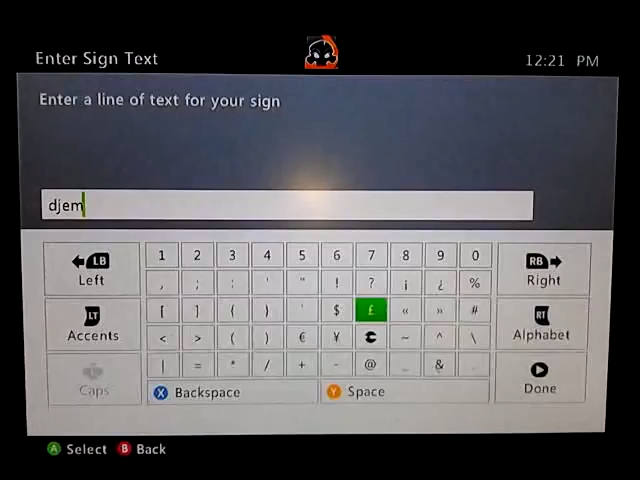 Enter Sign Text
12:21 PM
Enter a line of text for your sign
djem
LB
Left
1 2 3 4 5 6 7 8 9 0
RB
Right
, ; : ' " ! ? ¡ ¿ %
LT
Accents
[ ] { } ` $ £ « » #
RT
Alphabet
< > ( ) € ¥ ~ ^ \
Caps
| = * / + - @ _ & .
Done
X Backspace
Y Space
A Select B Back